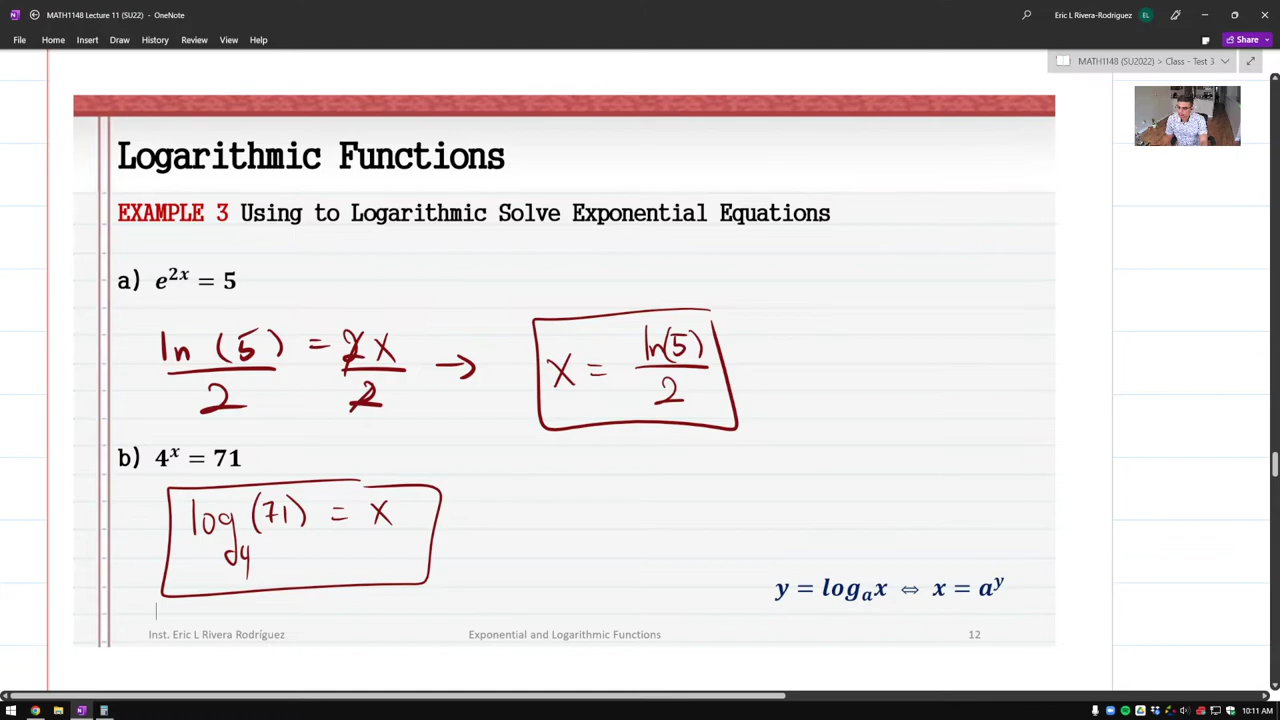 MATH1148 Lecture 11 (SU22) - OneNote
Eric L Rivera-Rodriguez
EL
File Home Insert Draw History Review View Help
Share
MATH1148 (SU2022) > Class - Test 3
Logarithmic Functions
EXAMPLE 3 Using to Logarithmic Solve Exponential Equations
a) e^{2x} = 5
ln (5) / 2 = 2x / 2 → x = ln(5) / 2
b) 4^x = 71
log_4 (71) = x
y = log_a x ⇔ x = a^y
Inst. Eric L Rivera Rodriguez
Exponential and Logarithmic Functions
12
10:11 AM